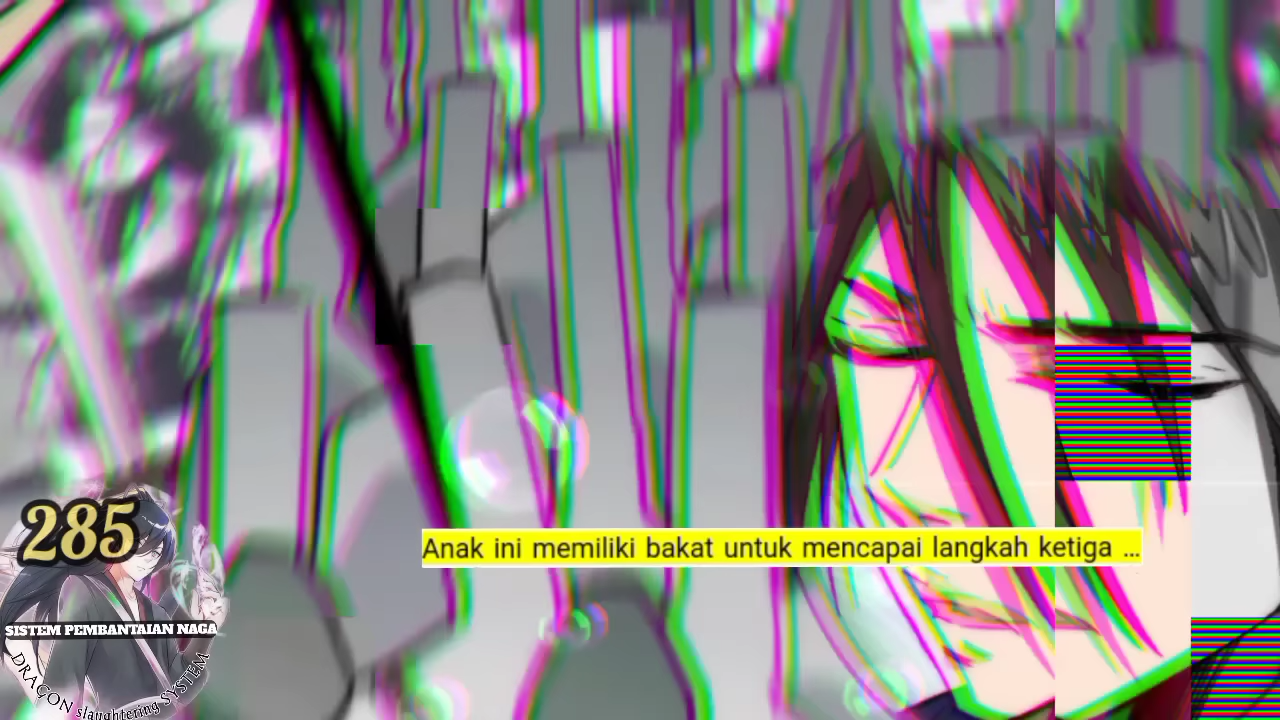 Anak ini memiliki bakat untuk mencapai langkah ketiga ...
285
SISTEM PEMBANTAIAN NAGA
DRAGON slaughtering SYSTEM